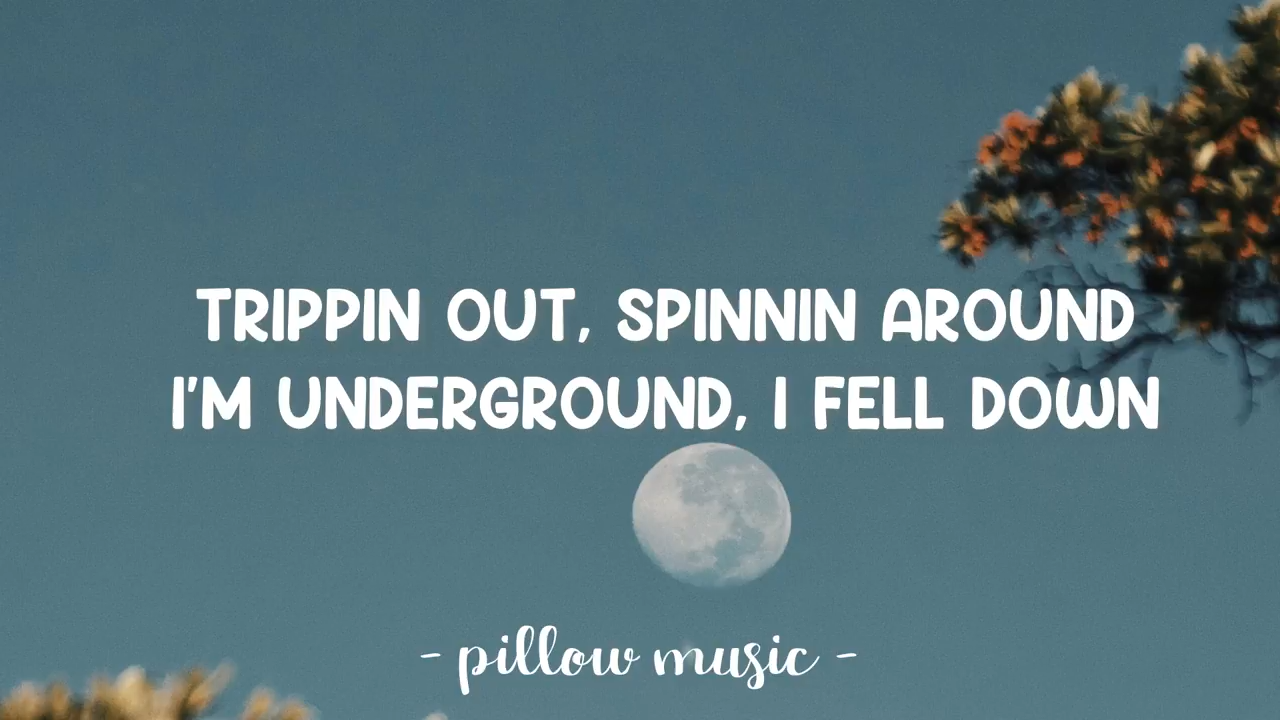 TRIPPIN OUT, SPINNIN AROUND
I'M UNDERGROUND, I FELL DOWN
- pillow music -